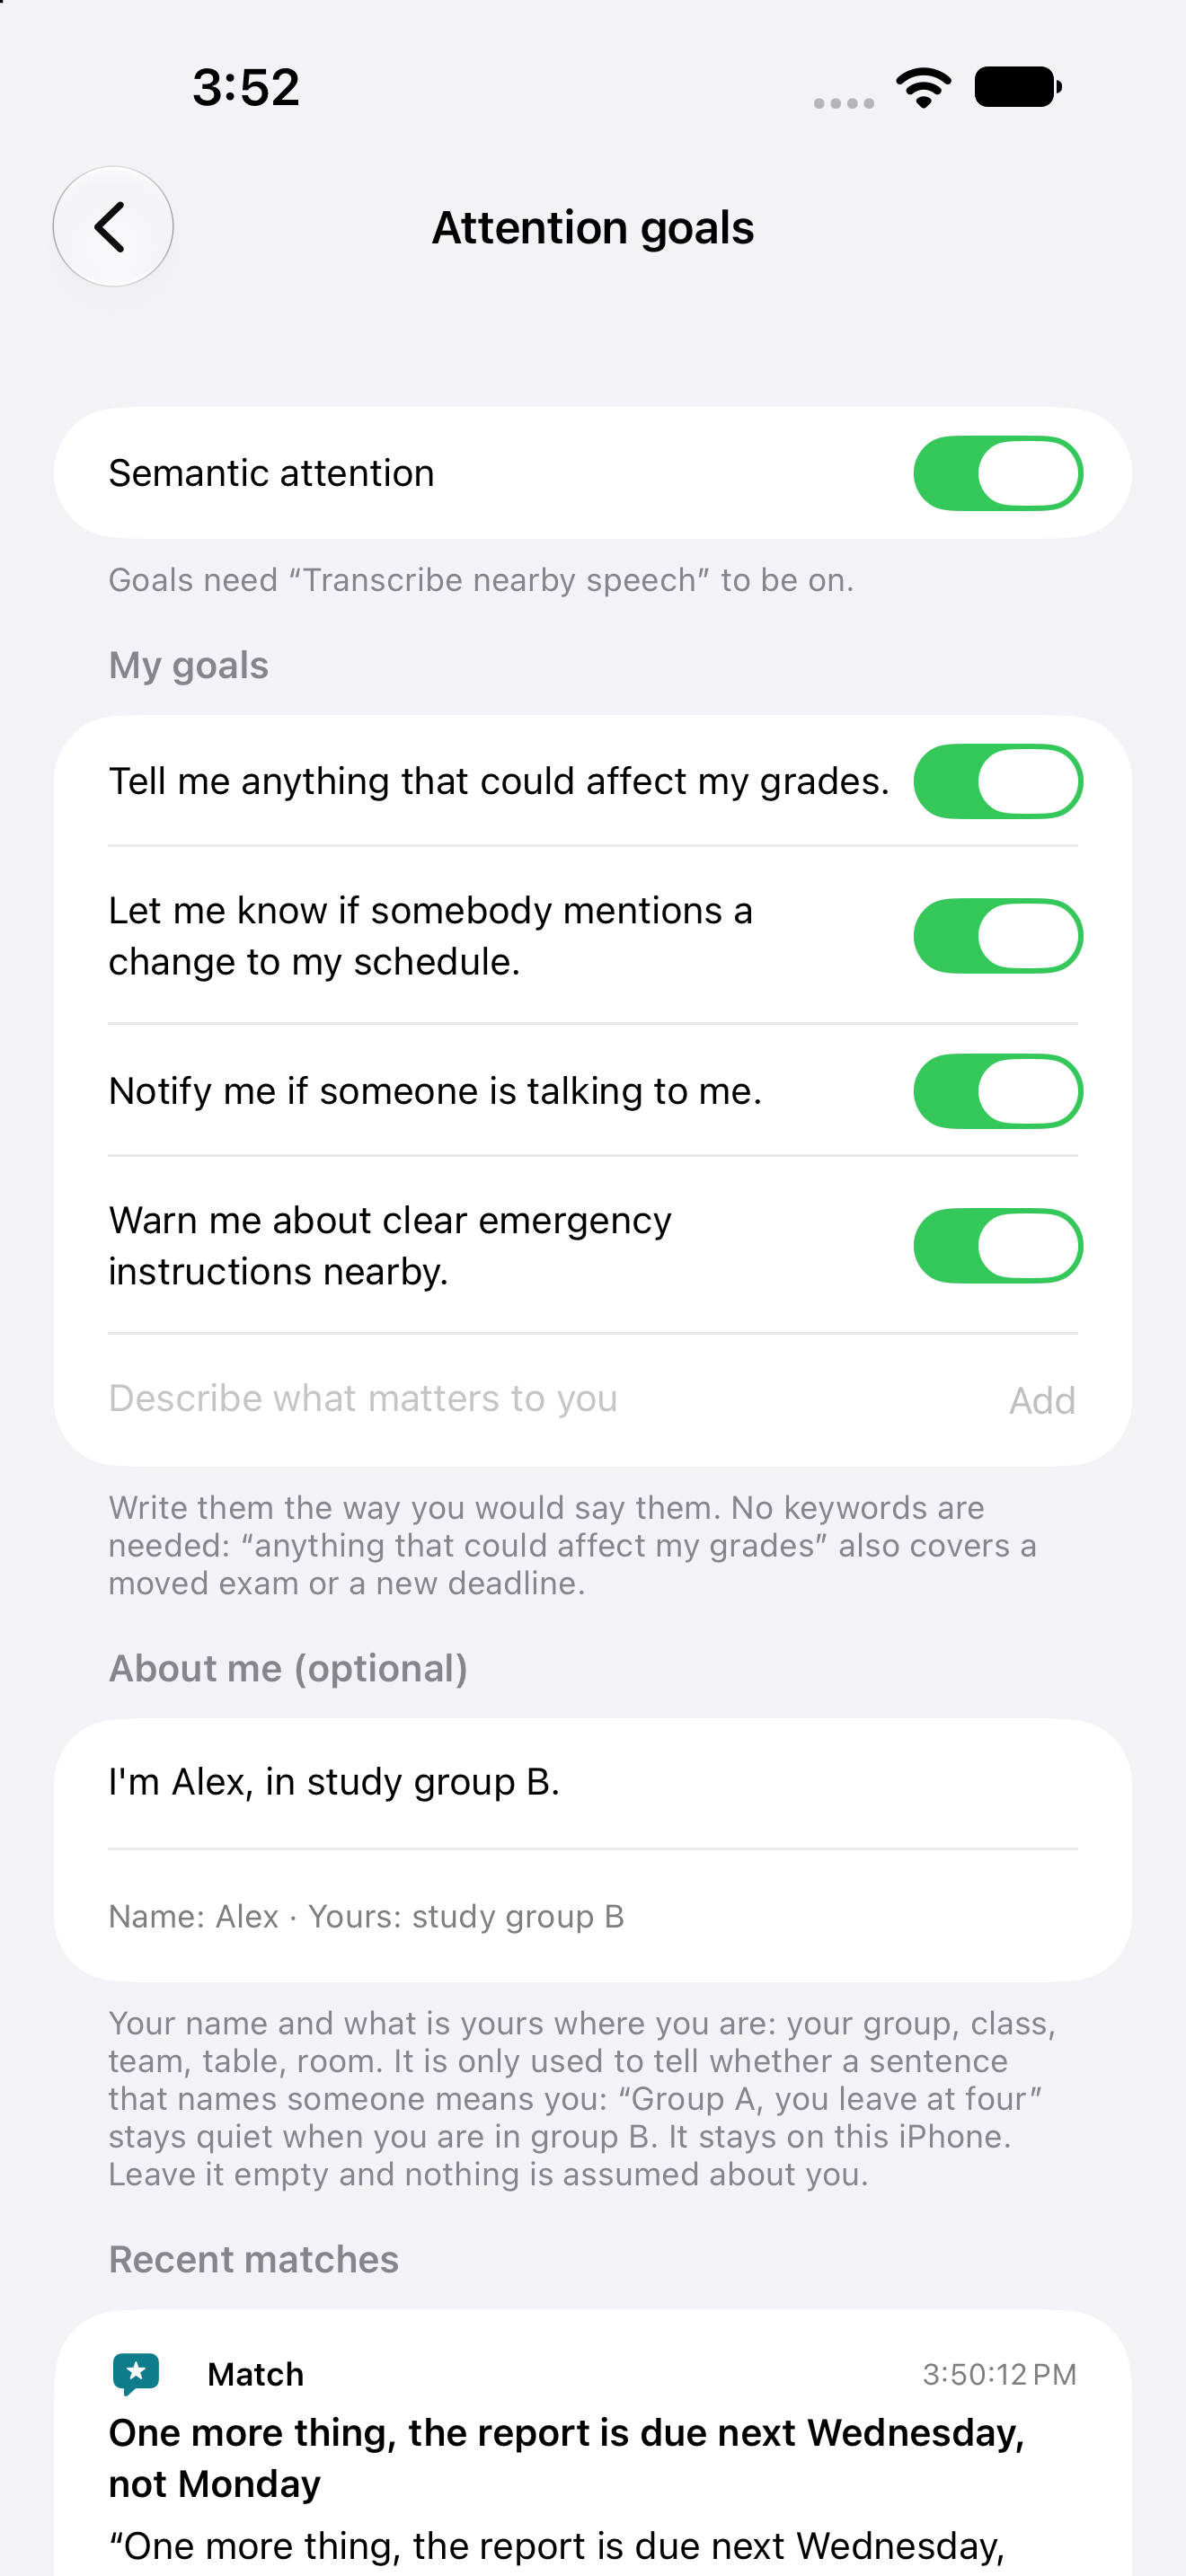 3:52
Attention goals
Semantic attention
Goals need “Transcribe nearby speech” to be on.
My goals
Tell me anything that could affect my grades.
Let me know if somebody mentions a
change to my schedule.
Notify me if someone is talking to me.
Warn me about clear emergency
instructions nearby.
Describe what matters to you
Add
Write them the way you would say them. No keywords are
needed: “anything that could affect my grades” also covers a
moved exam or a new deadline.
About me (optional)
I'm Alex, in study group B.
Name: Alex · Yours: study group B
Your name and what is yours where you are: your group, class,
team, table, room. It is only used to tell whether a sentence
that names someone means you: “Group A, you leave at four”
stays quiet when you are in group B. It stays on this iPhone.
Leave it empty and nothing is assumed about you.
Recent matches
Match
3:50:12 PM
One more thing, the report is due next Wednesday,
not Monday
“One more thing, the report is due next Wednesday,